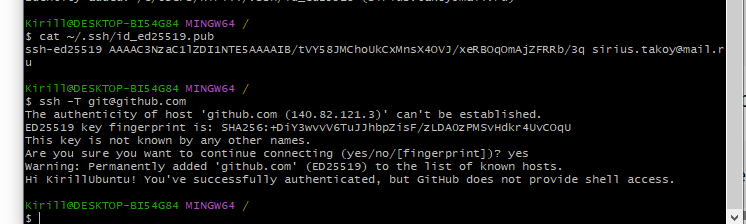 Kirill@DESKTOP-BI54G84 MINGW64 /
$ cat ~/.ssh/id_ed25519.pub
ssh-ed25519 AAAAC3NzaC1lZDI1NTE5AAAAIB/tVY58JMChoUkCxMnsX4OVJ/xeRBOqOmAjZFRRb/3q sirius.takoy@mail.r
u
Kirill@DESKTOP-BI54G84 MINGW64 /
$ ssh -T git@github.com
The authenticity of host 'github.com (140.82.121.3)' can't be established.
ED25519 key fingerprint is: SHA256:+DiY3wvvV6TuJJhbpZisF/zLDA0zPMSvHdkr4UvCOqU
This key is not known by any other names.
Are you sure you want to continue connecting (yes/no/[fingerprint])? yes
Warning: Permanently added 'github.com' (ED25519) to the list of known hosts.
Hi KirillUbuntu! You've successfully authenticated, but GitHub does not provide shell access.
Kirill@DESKTOP-BI54G84 MINGW64 /
$